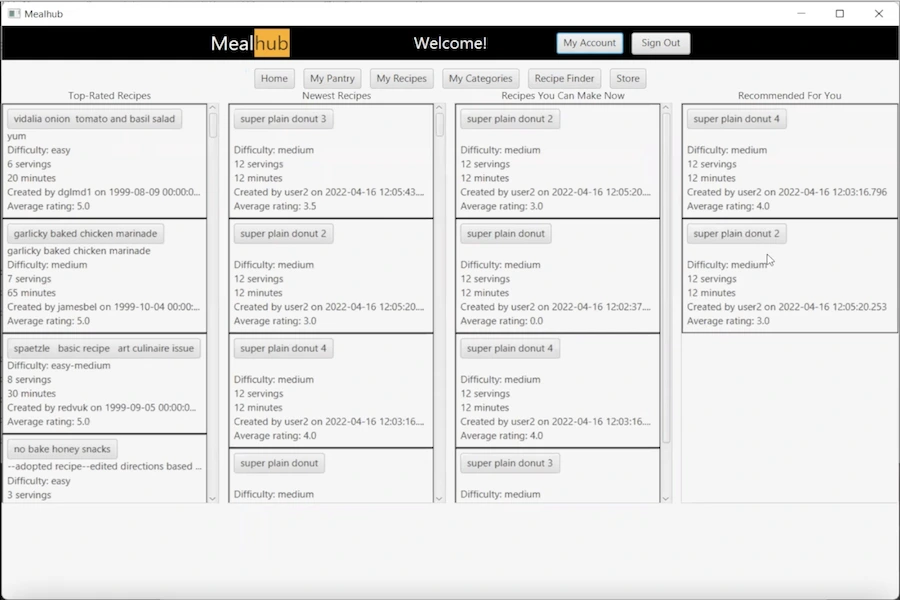 Mealhub
Mealhub
Welcome!
My Account
Sign Out
Home
My Pantry
My Recipes
My Categories
Recipe Finder
Store
Top-Rated Recipes
vidalia onion tomato and basil salad
yum
Difficulty: easy
6 servings
20 minutes
Created by dglmd1 on 1999-08-09 00:00:0...
Average rating: 5.0
garlicky baked chicken marinade
garlicky baked chicken marinade
Difficulty: medium
7 servings
65 minutes
Created by jamesbel on 1999-10-04 00:00:...
Average rating: 5.0
spaetzle basic recipe art culinaire issue
Difficulty: easy-medium
8 servings
30 minutes
Created by redvuk on 1999-09-05 00:00:0...
Average rating: 5.0
no bake honey snacks
--adopted recipe--edited directions based ...
Difficulty: easy
3 servings
Newest Recipes
super plain donut 3
Difficulty: medium
12 servings
12 minutes
Created by user2 on 2022-04-16 12:05:43....
Average rating: 3.5
super plain donut 2
Difficulty: medium
12 servings
12 minutes
Created by user2 on 2022-04-16 12:05:20....
Average rating: 3.0
super plain donut 4
Difficulty: medium
12 servings
12 minutes
Created by user2 on 2022-04-16 12:03:16....
Average rating: 4.0
super plain donut
Difficulty: medium
Recipes You Can Make Now
super plain donut 2
Difficulty: medium
12 servings
12 minutes
Created by user2 on 2022-04-16 12:05:20....
Average rating: 3.0
super plain donut
Difficulty: medium
12 servings
12 minutes
Created by user2 on 2022-04-16 12:02:37....
Average rating: 0.0
super plain donut 4
Difficulty: medium
12 servings
12 minutes
Created by user2 on 2022-04-16 12:03:16....
Average rating: 4.0
super plain donut 3
Difficulty: medium
Recommended For You
super plain donut 4
Difficulty: medium
12 servings
12 minutes
Created by user2 on 2022-04-16 12:03:16.796
Average rating: 4.0
super plain donut 2
Difficulty: medium
12 servings
12 minutes
Created by user2 on 2022-04-16 12:05:20.253
Average rating: 3.0